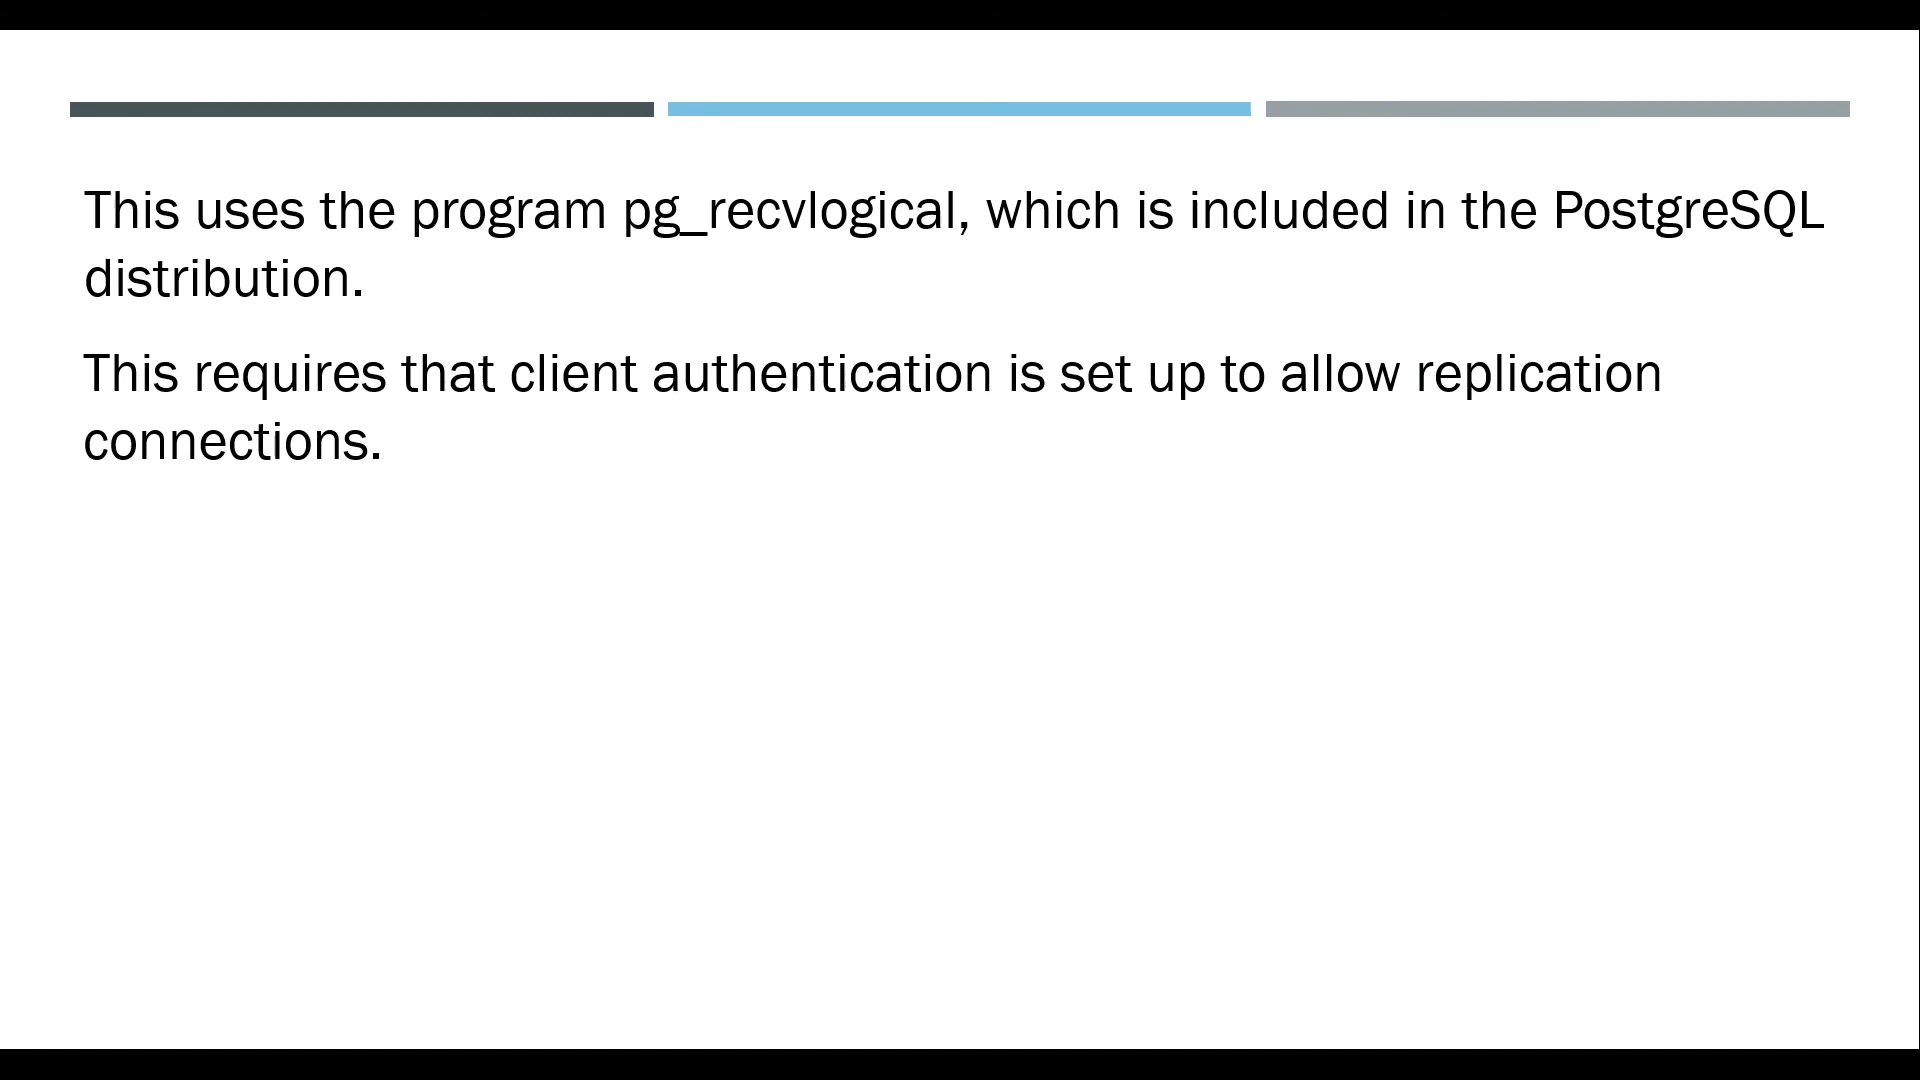 This uses the program pg_recvlogical, which is included in the PostgreSQL
distribution.
This requires that client authentication is set up to allow replication
connections.